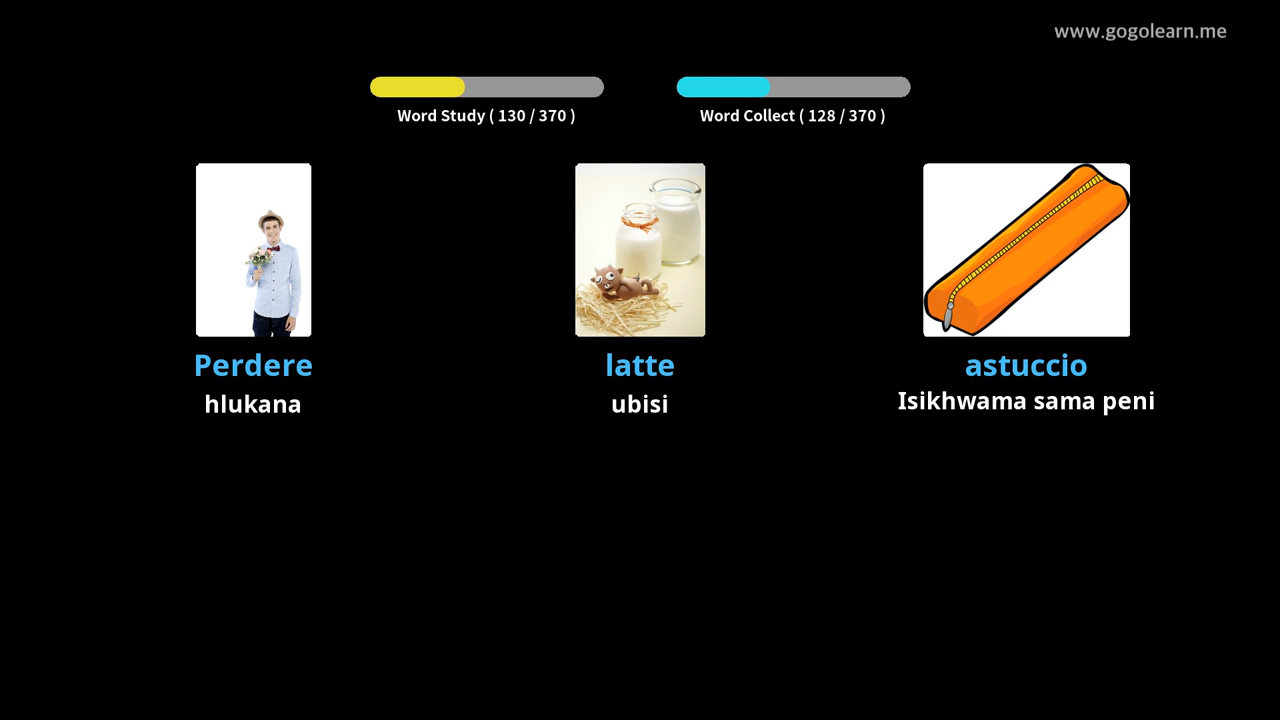 www.gogolearn.me
Word Study ( 130 / 370 )
Word Collect ( 128 / 370 )
Perdere
hlukana
latte
ubisi
astuccio
Isikhwama sama peni